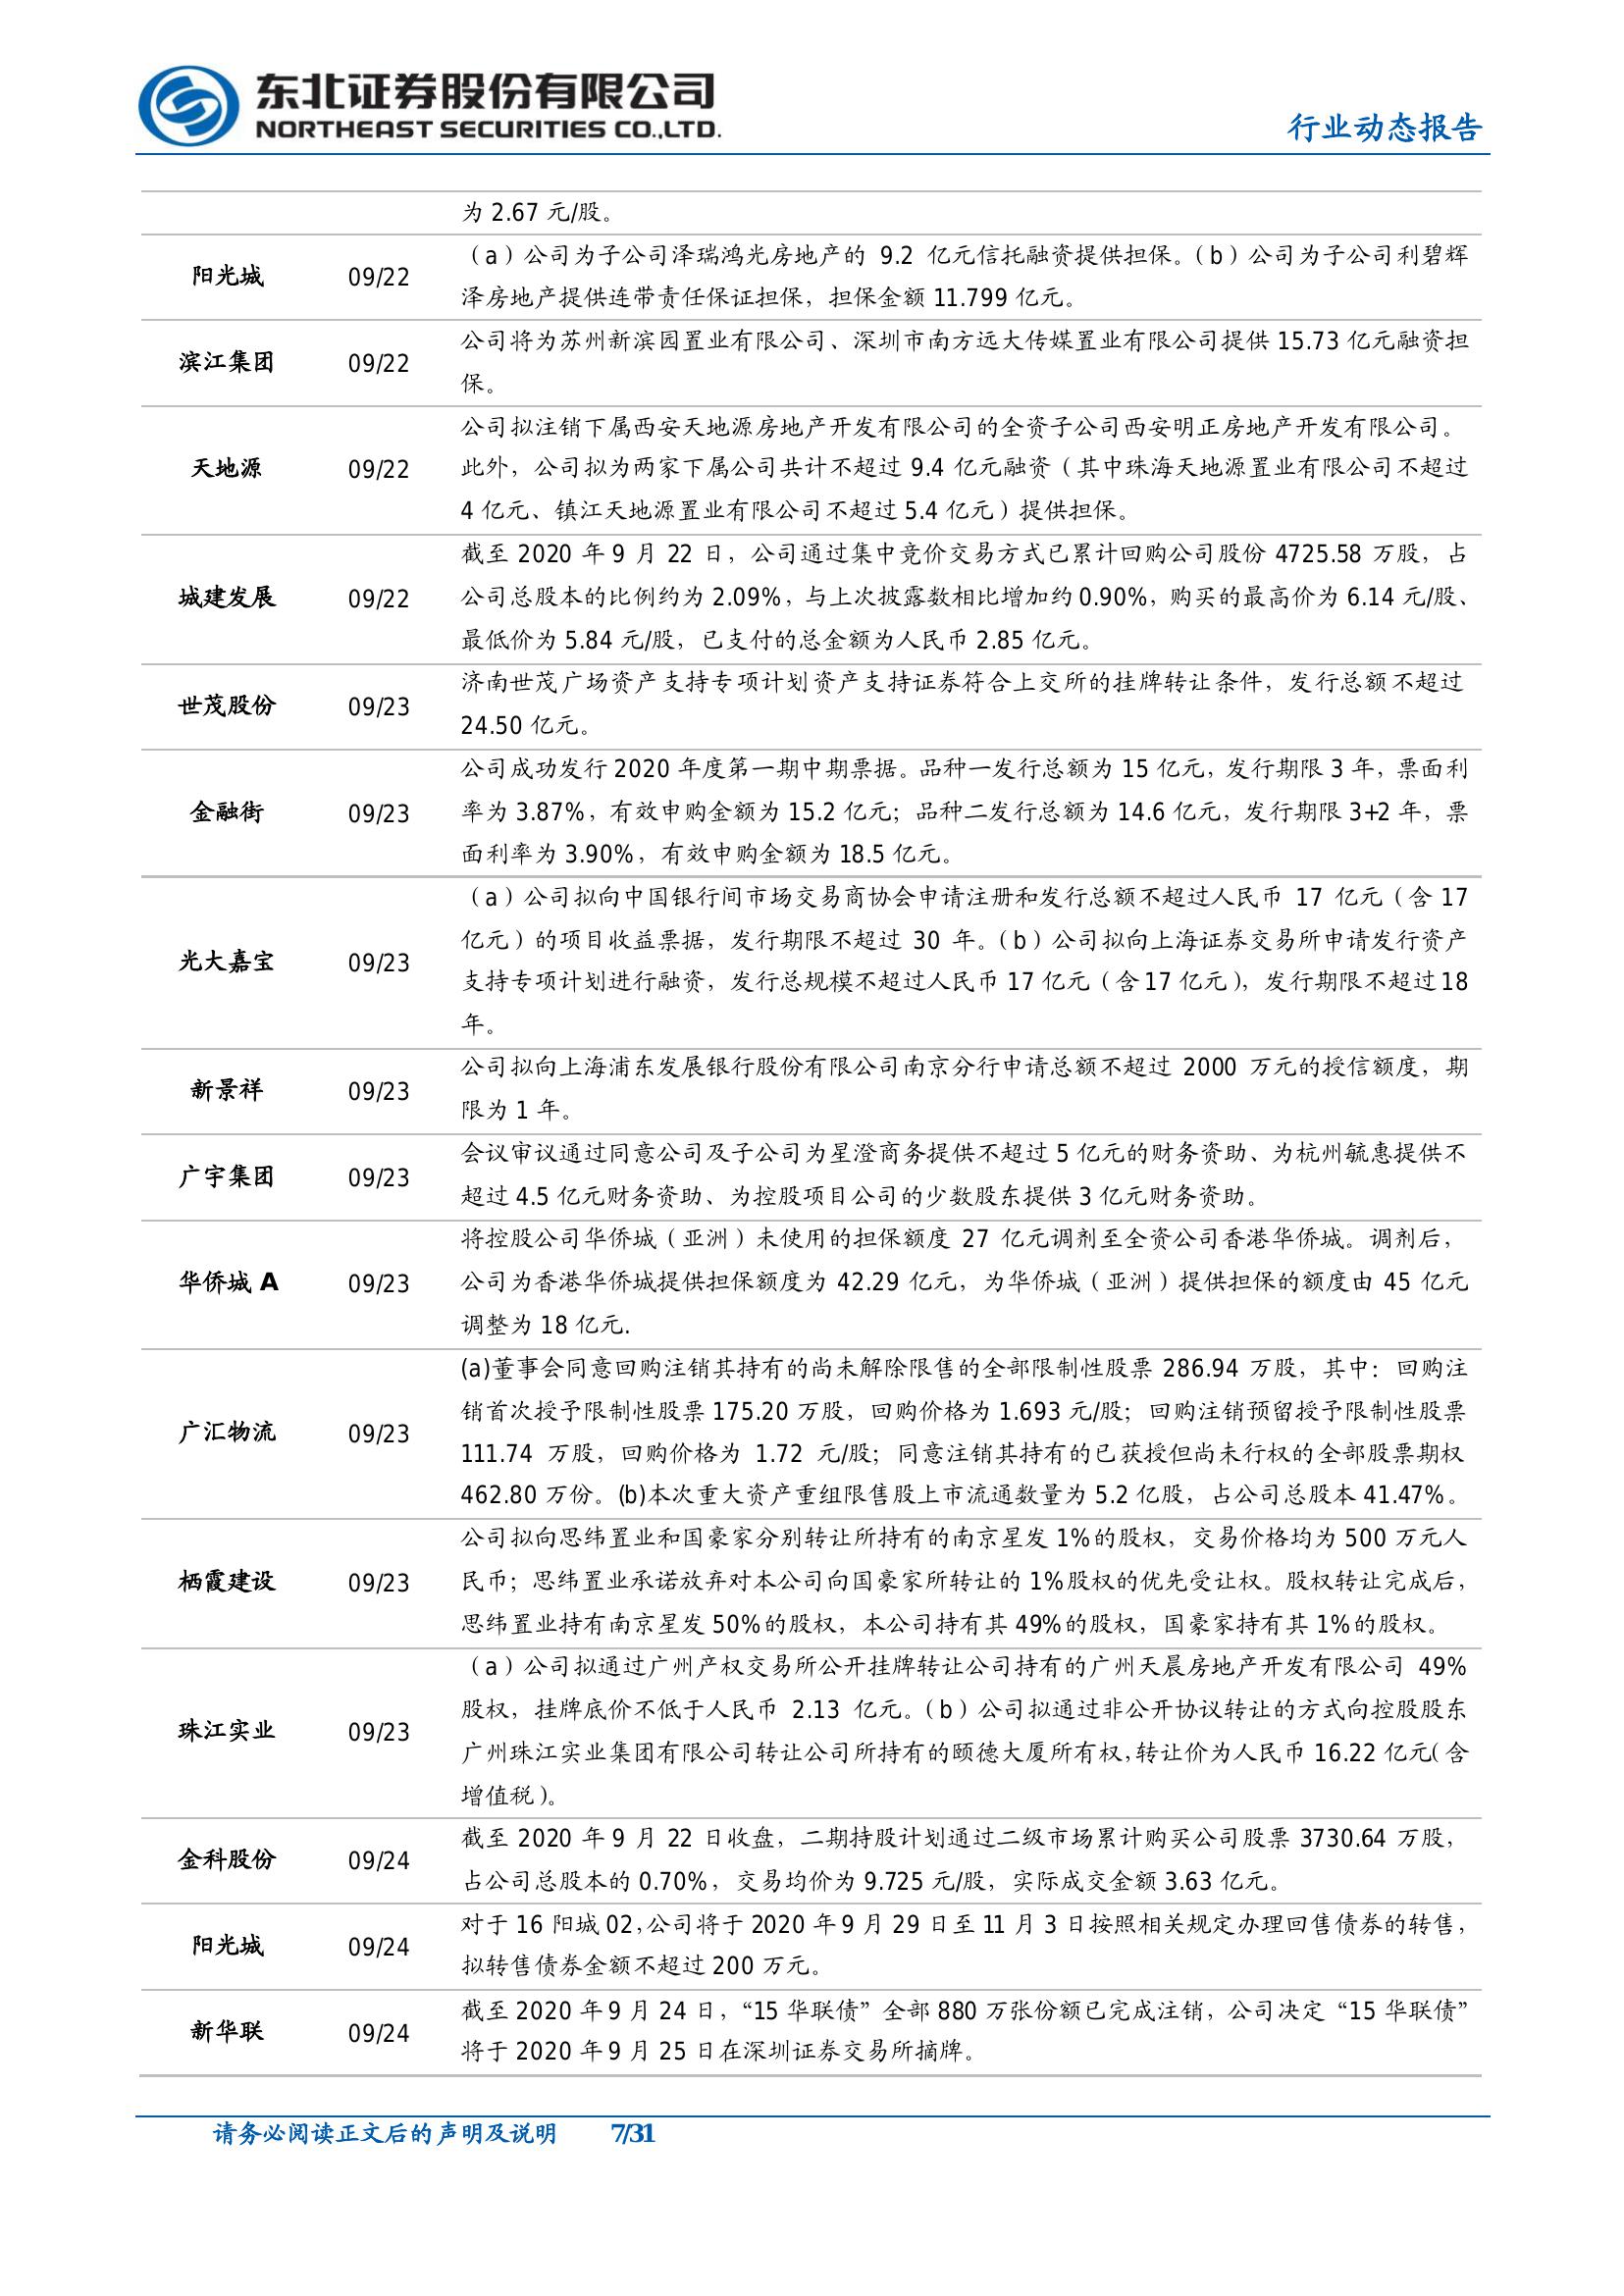 东北证券股份有限公司
NORTHEAST SECURITIES CO.,LTD.
行业动态报告
为 2.67 元/股。
阳光城 09/22 （a）公司为子公司泽瑞鸿光房地产的 9.2 亿元信托融资提供担保。（b）公司为子公司利碧辉
泽房地产提供连带责任保证担保，担保金额 11.799 亿元。
滨江集团 09/22 公司将为苏州新滨园置业有限公司、深圳市南方远大传媒置业有限公司提供 15.73 亿元融资担
保。
天地源 09/22 公司拟注销下属西安天地源房地产开发有限公司的全资子公司西安明正房地产开发有限公司。
此外，公司拟为两家下属公司共计不超过 9.4 亿元融资（其中珠海天地源置业有限公司不超过
4 亿元、镇江天地源置业有限公司不超过 5.4 亿元）提供担保。
城建发展 09/22 截至 2020 年 9 月 22 日，公司通过集中竞价交易方式已累计回购公司股份 4725.58 万股，占
公司总股本的比例约为 2.09%，与上次披露数相比增加约 0.90%，购买的最高价为 6.14 元/股、
最低价为 5.84 元/股，已支付的总金额为人民币 2.85 亿元。
世茂股份 09/23 济南世茂广场资产支持专项计划资产支持证券符合上交所的挂牌转让条件，发行总额不超过
24.50 亿元。
金融街 09/23 公司成功发行 2020 年度第一期中期票据。品种一发行总额为 15 亿元，发行期限 3 年，票面利
率为 3.87%，有效申购金额为 15.2 亿元；品种二发行总额为 14.6 亿元，发行期限 3+2 年，票
面利率为 3.90%，有效申购金额为 18.5 亿元。
光大嘉宝 09/23 （a）公司拟向中国银行间市场交易商协会申请注册和发行总额不超过人民币 17 亿元（含 17
亿元）的项目收益票据，发行期限不超过 30 年。（b）公司拟向上海证券交易所申请发行资产
支持专项计划进行融资，发行总规模不超过人民币 17 亿元（含 17 亿元），发行期限不超过 18
年。
新景祥 09/23 公司拟向上海浦东发展银行股份有限公司南京分行申请总额不超过 2000 万元的授信额度，期
限为 1 年。
广宇集团 09/23 会议审议通过同意公司及子公司为星澄商务提供不超过 5 亿元的财务资助、为杭州毓惠提供不
超过 4.5 亿元财务资助、为控股项目公司的少数股东提供 3 亿元财务资助。
华侨城 A 09/23 将控股公司华侨城（亚洲）未使用的担保额度 27 亿元调剂至全资公司香港华侨城。调剂后，
公司为香港华侨城提供担保额度为 42.29 亿元，为华侨城（亚洲）提供担保的额度由 45 亿元
调整为 18 亿元.
广汇物流 09/23 (a)董事会同意回购注销其持有的尚未解除限售的全部限制性股票 286.94 万股，其中：回购注
销首次授予限制性股票 175.20 万股，回购价格为 1.693 元/股；回购注销预留授予限制性股票
111.74 万股，回购价格为 1.72 元/股；同意注销其持有的已获授但尚未行权的全部股票期权
462.80 万份。(b)本次重大资产重组限售股上市流通数量为 5.2 亿股，占公司总股本 41.47%。
栖霞建设 09/23 公司拟向思纬置业和国豪家分别转让所持有的南京星发 1%的股权，交易价格均为 500 万元人
民币；思纬置业承诺放弃对本公司向国豪家所转让的 1%股权的优先受让权。股权转让完成后，
思纬置业持有南京星发 50%的股权，本公司持有其 49%的股权，国豪家持有其 1%的股权。
珠江实业 09/23 （a）公司拟通过广州产权交易所公开挂牌转让公司持有的广州天晨房地产开发有限公司 49%
股权，挂牌底价不低于人民币 2.13 亿元。（b）公司拟通过非公开协议转让的方式向控股股东
广州珠江实业集团有限公司转让公司所持有的颐德大厦所有权，转让价为人民币 16.22 亿元（含
增值税）。
金科股份 09/24 截至 2020 年 9 月 22 日收盘，二期持股计划通过二级市场累计购买公司股票 3730.64 万股，
占公司总股本的 0.70%，交易均价为 9.725 元/股，实际成交金额 3.63 亿元。
阳光城 09/24 对于 16 阳城 02，公司将于 2020 年 9 月 29 日至 11 月 3 日按照相关规定办理回售债券的转售，
拟转售债券金额不超过 200 万元。
新华联 09/24 截至 2020 年 9 月 24 日，“15 华联债”全部 880 万张份额已完成注销，公司决定“15 华联债”
将于 2020 年 9 月 25 日在深圳证券交易所摘牌。
请务必阅读正文后的声明及说明 7/31